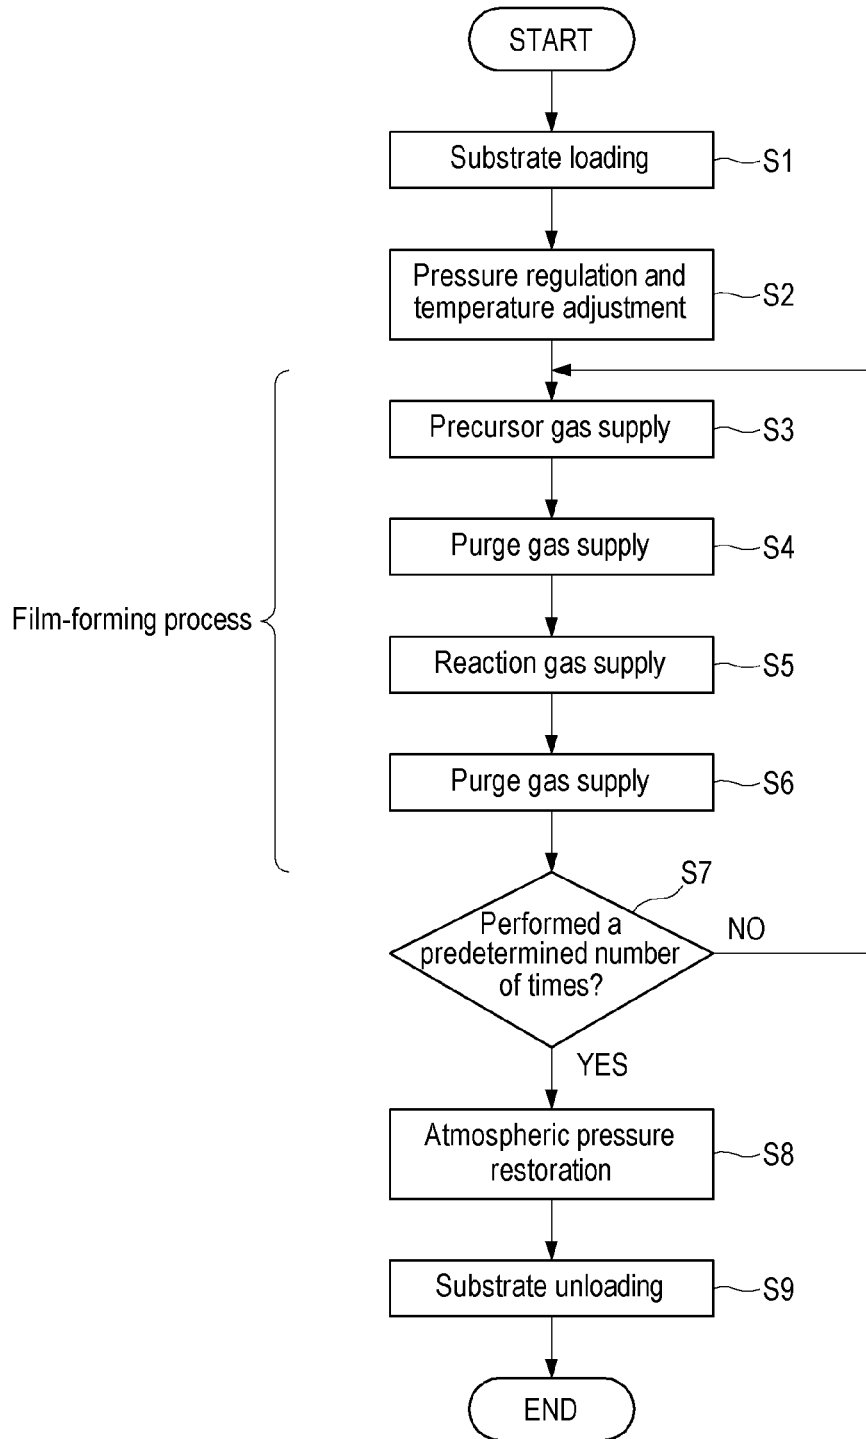 START
Substrate loading
S1
Pressure regulation and
temperature adjustment
S2
Precursor gas supply
S3
Purge gas supply
S4
Film-forming process
Reaction gas supply
S5
Purge gas supply
S6
S7
Performed a
predetermined number
of times?
NO
YES
Atmospheric pressure
restoration
S8
Substrate unloading
S9
END